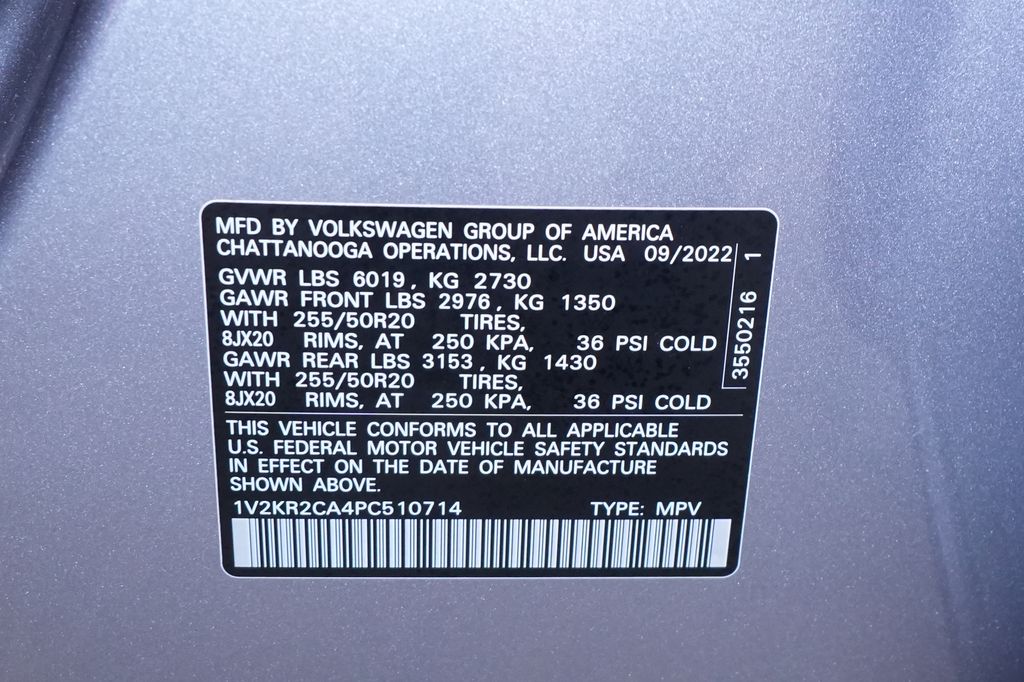 MFD BY VOLKSWAGEN GROUP OF AMERICA
CHATTANOOGA OPERATIONS, LLC. USA 09/2022
GVWR LBS 6019, KG 2730
GAWR FRONT LBS 2976, KG 1350
WITH 255/50R20 TIRES,
8JX20 RIMS, AT 250 KPA, 36 PSI COLD
GAWR REAR LBS 3153, KG 1430
WITH 255/50R20 TIRES,
8JX20 RIMS, AT 250 KPA, 36 PSI COLD
3550216 1
THIS VEHICLE CONFORMS TO ALL APPLICABLE
U.S. FEDERAL MOTOR VEHICLE SAFETY STANDARDS
IN EFFECT ON THE DATE OF MANUFACTURE
SHOWN ABOVE.
1V2KR2CA4PC510714 TYPE: MPV